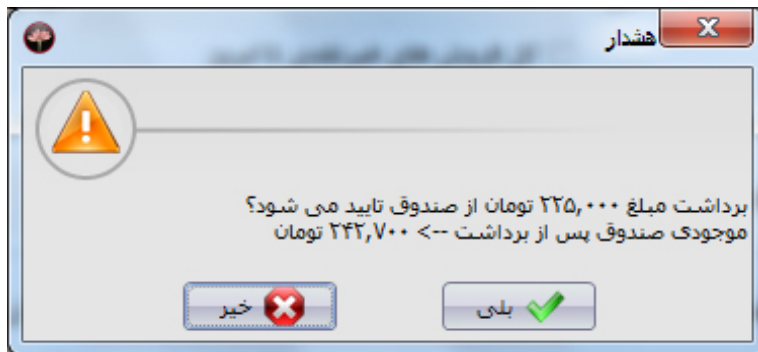 هشدار
برداشت مبلغ ۲۲۵,۰۰۰ تومان از صندوق تایید می شود؟
موجودی صندوق پس از برداشت --> ۲۴۲,۷۰۰ تومان
بلی
خیر